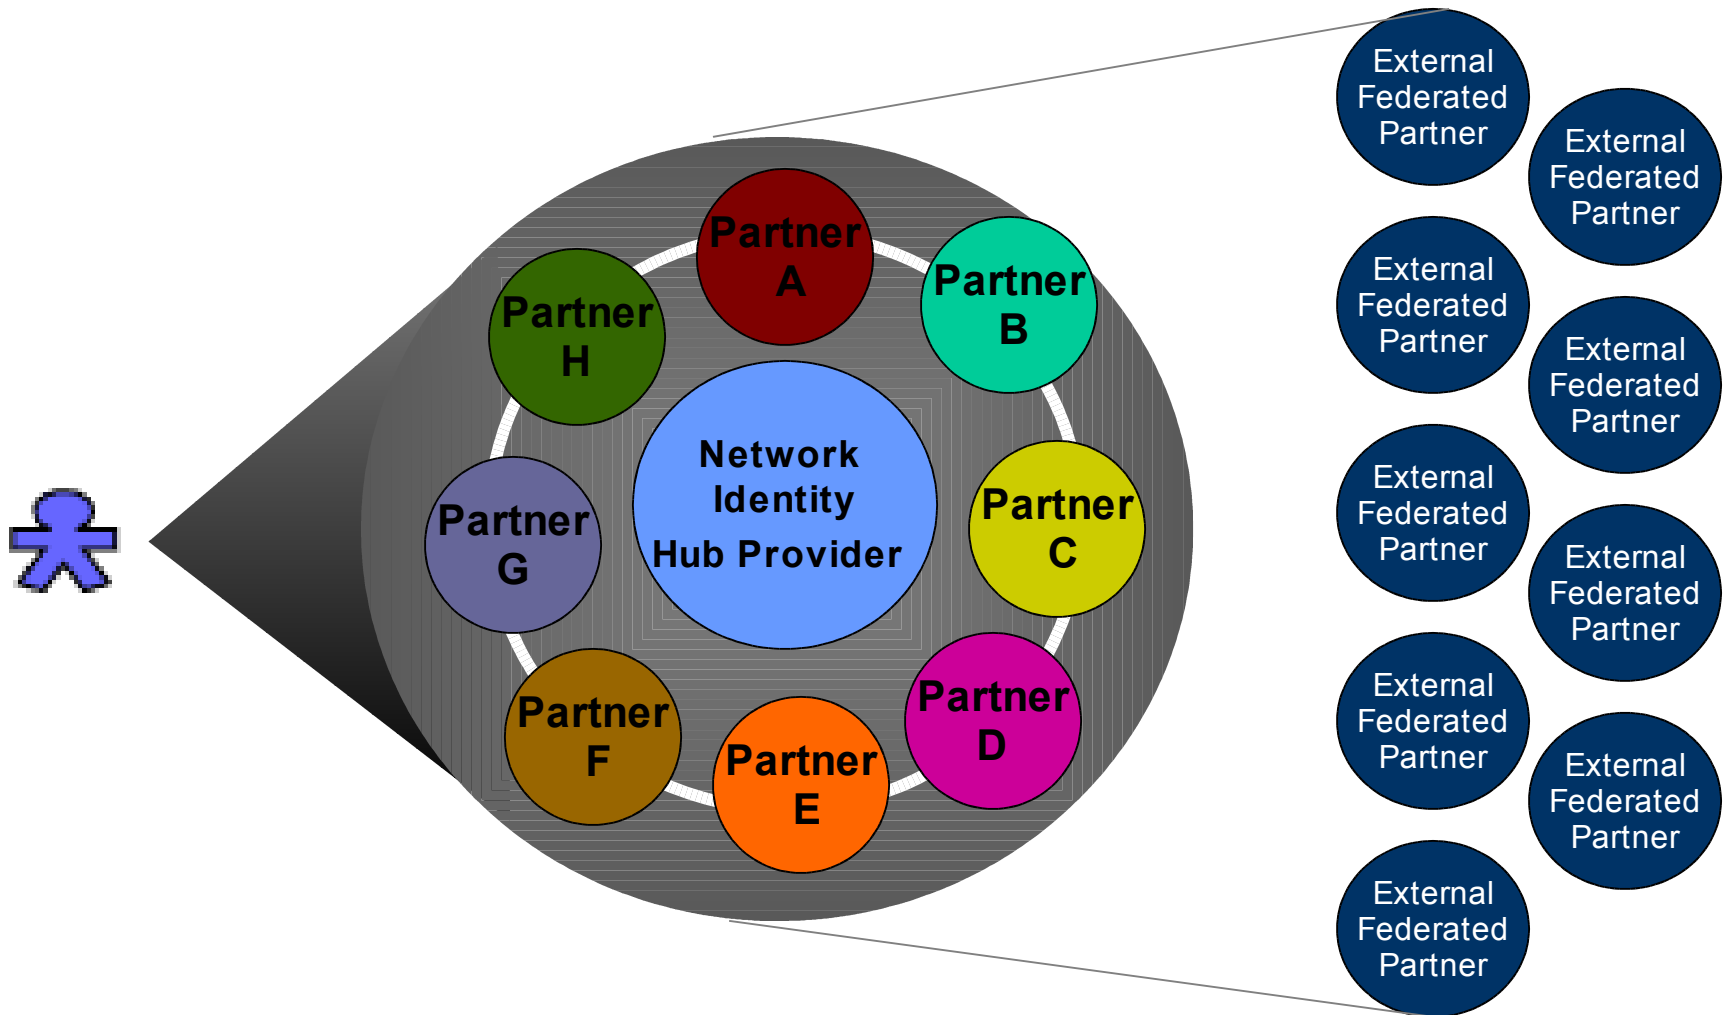 Partner
A
Partner
B
Partner
H
Network
Identity
Hub Provider
Partner
C
Partner
G
Partner
D
Partner
F
Partner
E
External
Federated
Partner
External
Federated
Partner
External
Federated
Partner
External
Federated
Partner
External
Federated
Partner
External
Federated
Partner
External
Federated
Partner
External
Federated
Partner
External
Federated
Partner